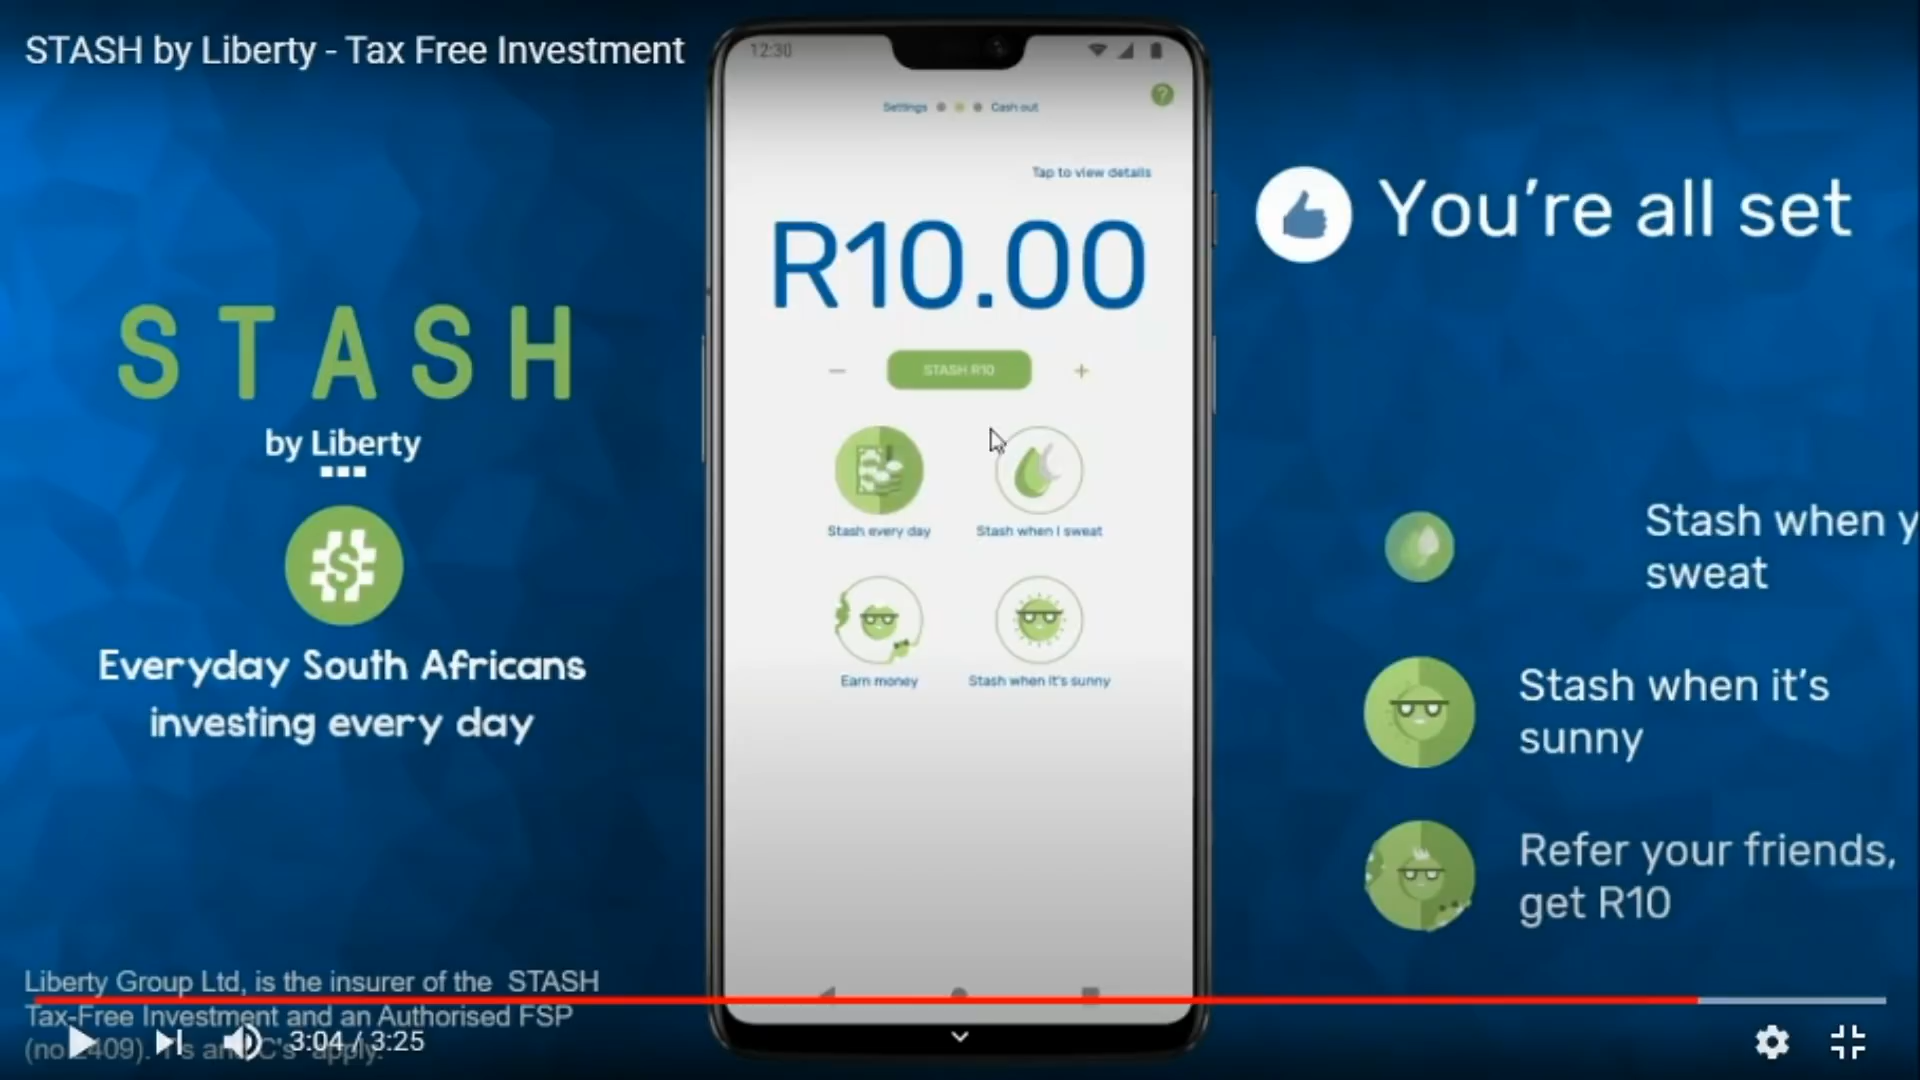 STASH by Liberty - Tax Free Investment
12:30
Settings
Cash out
?
Tap to view details
R10.00
STASH R10
Stash every day
Stash when I sweat
Earn money
Stash when it's sunny
STASH
by Liberty
$
Everyday South Africans
investing every day
You're all set
Stash when y
sweat
Stash when it's
sunny
Refer your friends,
get R10
Liberty Group Ltd, is the insurer of the STASH
Tax-Free Investment and an Authorised FSP
(no 2409). T's and C's apply.
3:04 / 3:25